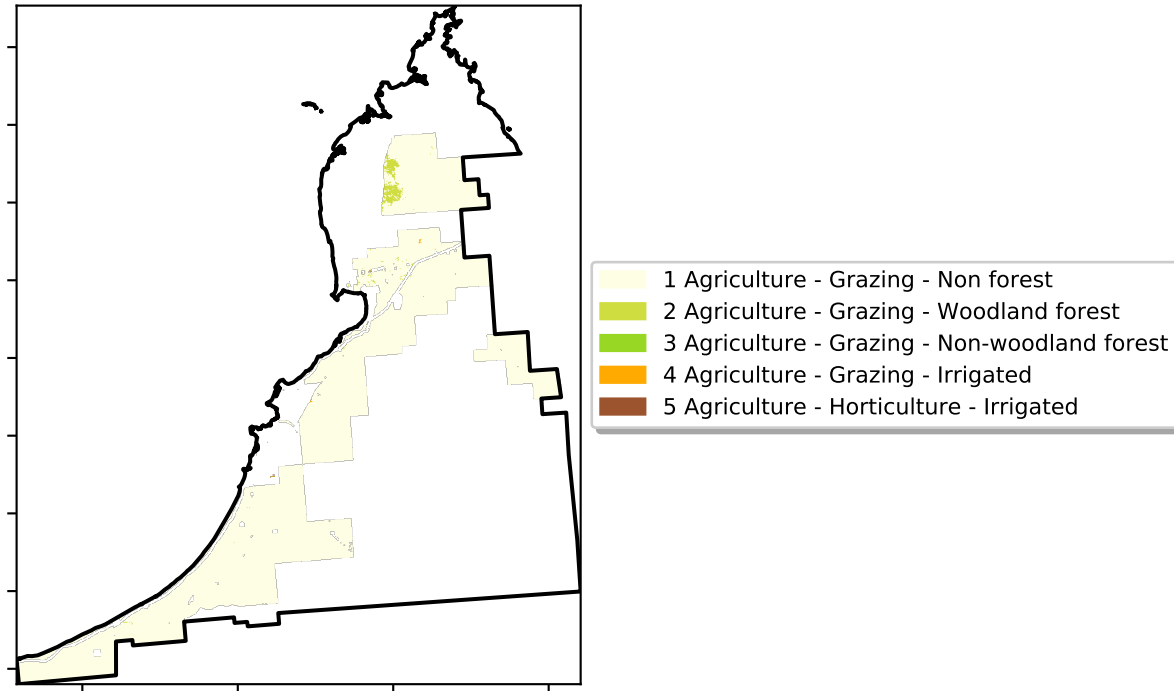 1 Agriculture - Grazing - Non forest
2 Agriculture - Grazing - Woodland forest
3 Agriculture - Grazing - Non-woodland forest
4 Agriculture - Grazing - Irrigated
5 Agriculture - Horticulture - Irrigated